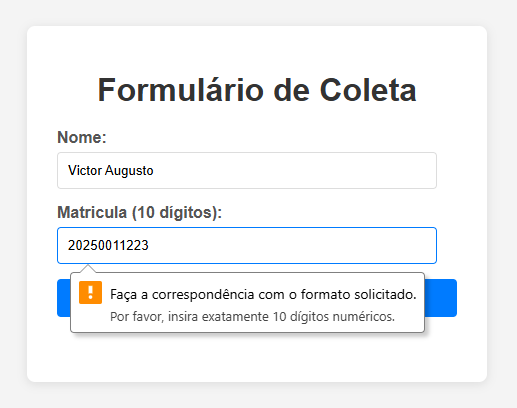 Formulário de Coleta
Nome:
Victor Augusto
Matricula (10 dígitos):
20250011223
! Faça a correspondência com o formato solicitado.
Por favor, insira exatamente 10 dígitos numéricos.